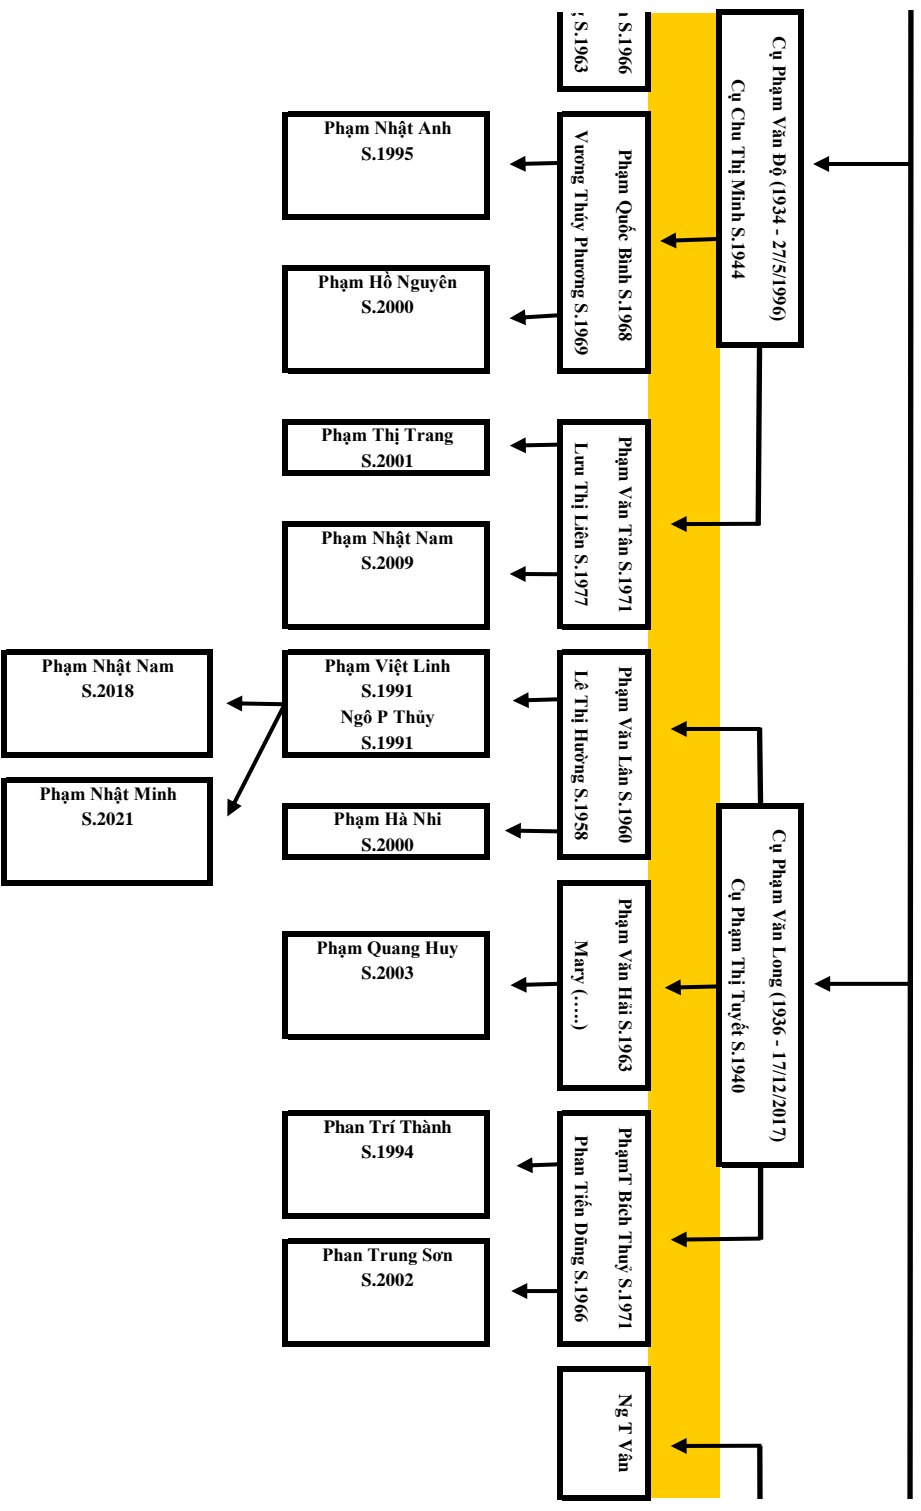 Cụ Phạm Văn Độ (1934 - 27/5/1996)
Cụ Chu Thị Minh S.1944
S.1966
S.1963
Phạm Quốc Bình S.1968
Vương Thúy Phương S.1969
Phạm Nhật Anh
S.1995
Phạm Hồ Nguyên
S.2000
Phạm Văn Tân S.1971
Lưu Thị Liên S.1977
Phạm Thị Trang
S.2001
Phạm Nhật Nam
S.2009
Cụ Phạm Văn Long (1936 - 17/12/2017)
Cụ Phạm Thị Tuyết S.1940
Phạm Văn Lân S.1960
Lê Thị Hường S.1958
Phạm Việt Linh
S.1991
Ngô P Thủy
S.1991
Phạm Nhật Nam
S.2018
Phạm Nhật Minh
S.2021
Phạm Hà Nhi
S.2000
Phạm Văn Hải S.1963
Mary (…..)
Phạm Quang Huy
S.2003
PhạmT Bích Thuỷ S.1971
Phan Tiến Dũng S.1966
Phan Trí Thành
S.1994
Phan Trung Sơn
S.2002
Ng T Vân